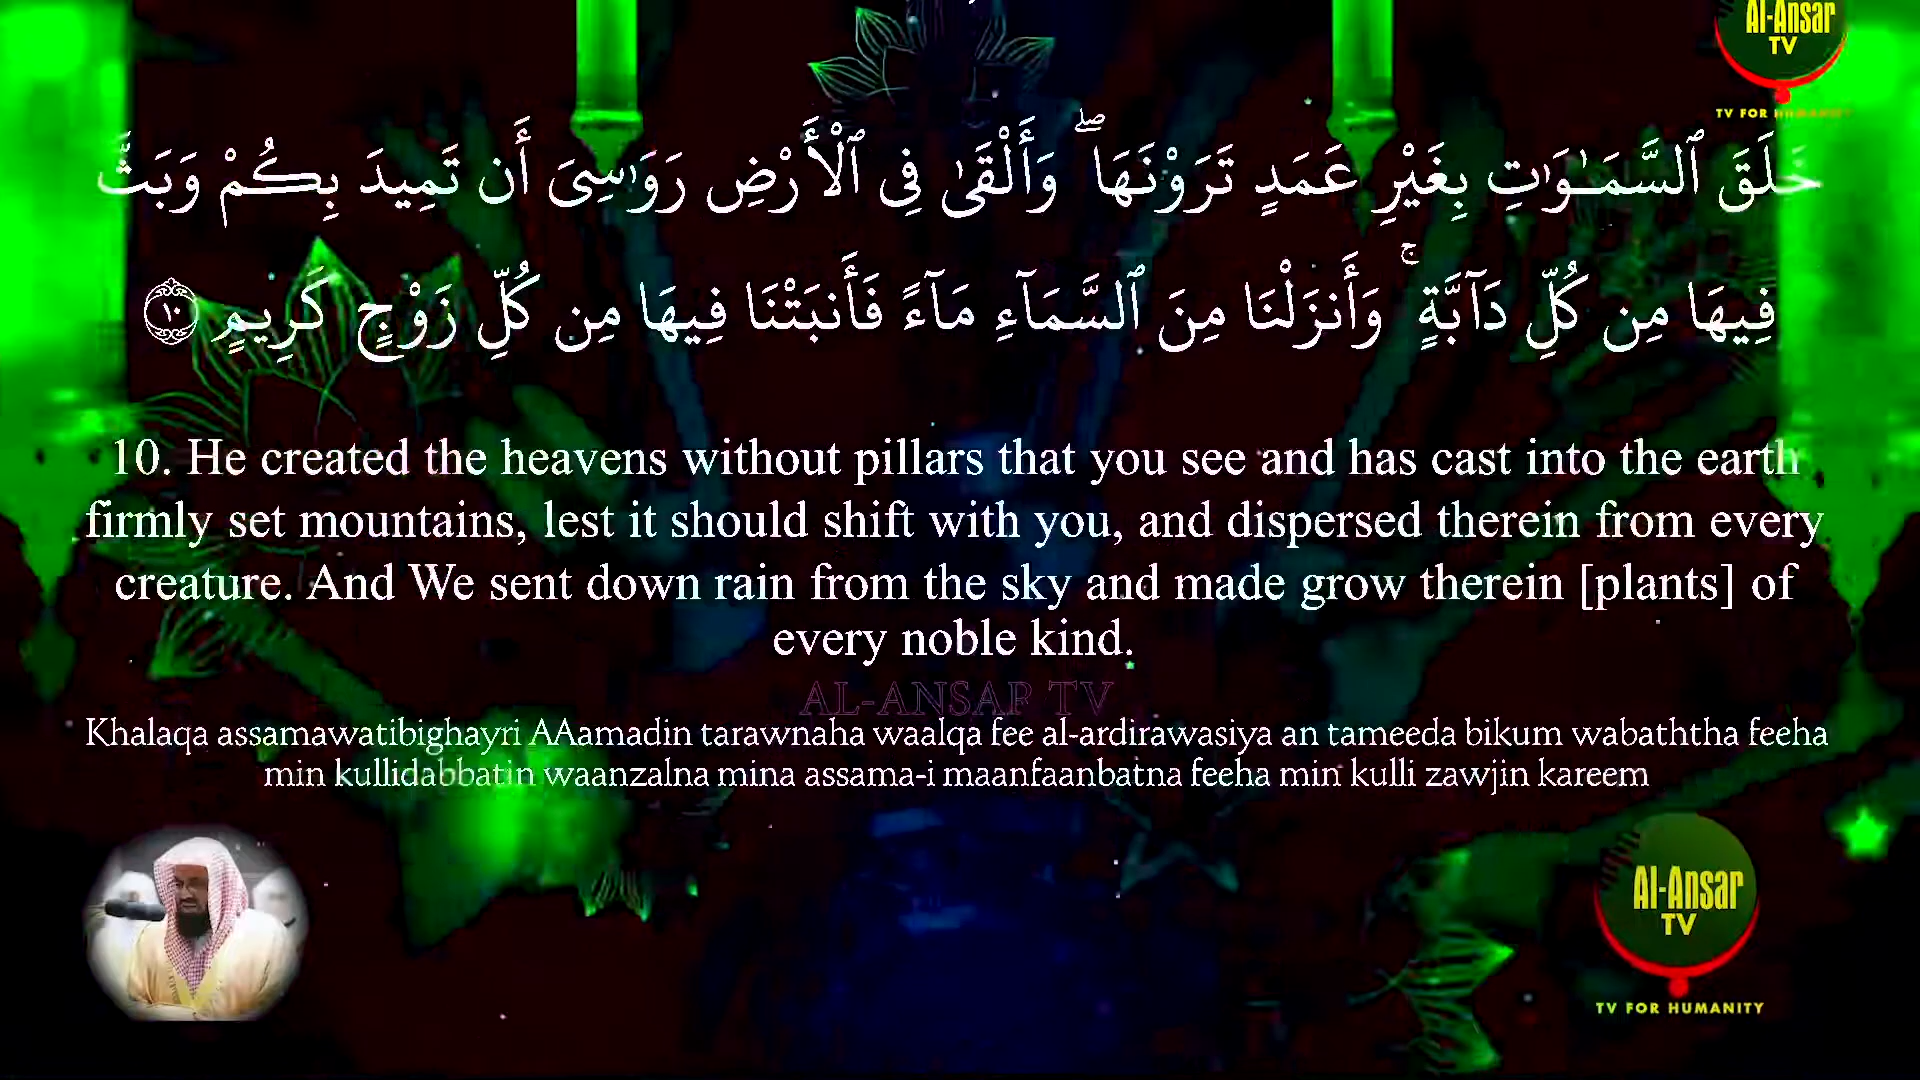 Al-Ansar
TV
TV FOR HUMANITY
خَلَقَ ٱلسَّمَـٰوَٰتِ بِغَيْرِ عَمَدٍ تَرَوْنَهَا ۖ وَأَلْقَىٰ فِى ٱلْأَرْضِ رَوَٰسِىَ أَن تَمِيدَ بِكُمْ وَبَثَّ
فِيهَا مِن كُلِّ دَآبَّةٍ ۚ وَأَنزَلْنَا مِنَ ٱلسَّمَآءِ مَآءً فَأَنبَتْنَا فِيهَا مِن كُلِّ زَوْجٍ كَرِيمٍ ١٠
10. He created the heavens without pillars that you see and has cast into the earth
firmly set mountains, lest it should shift with you, and dispersed therein from every
creature. And We sent down rain from the sky and made grow therein [plants] of
every noble kind.
AL-ANSAR TV
Khalaqa assamawatibighayri AAamadin tarawnaha waalqa fee al-ardirawasiya an tameeda bikum wabaththa feeha
min kullidabbatin waanzalna mina assama-i maanfaanbatna feeha min kulli zawjin kareem
Al-Ansar
TV
TV FOR HUMANITY